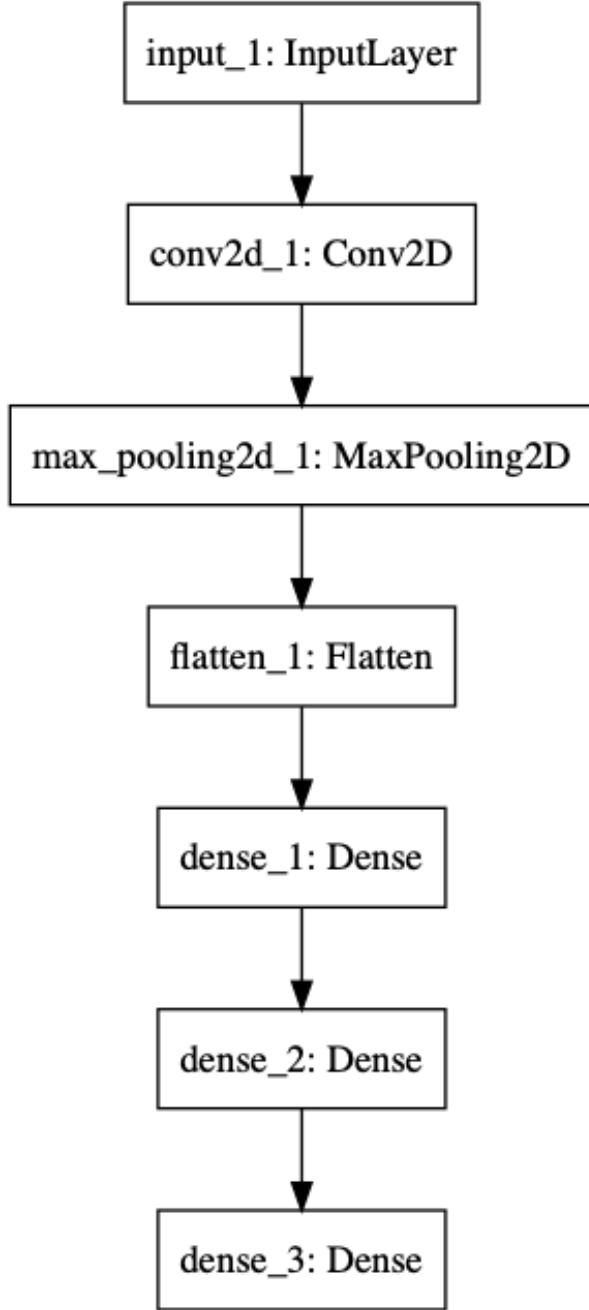 input_1: InputLayer
conv2d_1: Conv2D
max_pooling2d_1: MaxPooling2D
flatten_1: Flatten
dense_1: Dense
dense_2: Dense
dense_3: Dense